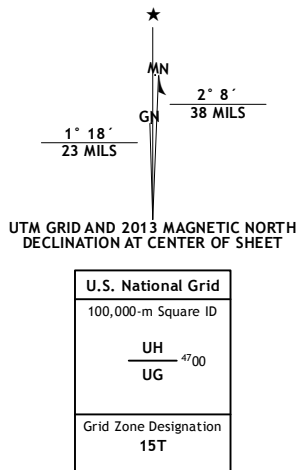 ★
MN
GN
2° 8´
38 MILS
1° 18´
23 MILS
UTM GRID AND 2013 MAGNETIC NORTH
DECLINATION AT CENTER OF SHEET
U.S. National Grid
100,000-m Square ID
UH
4700
UG
Grid Zone Designation
15T